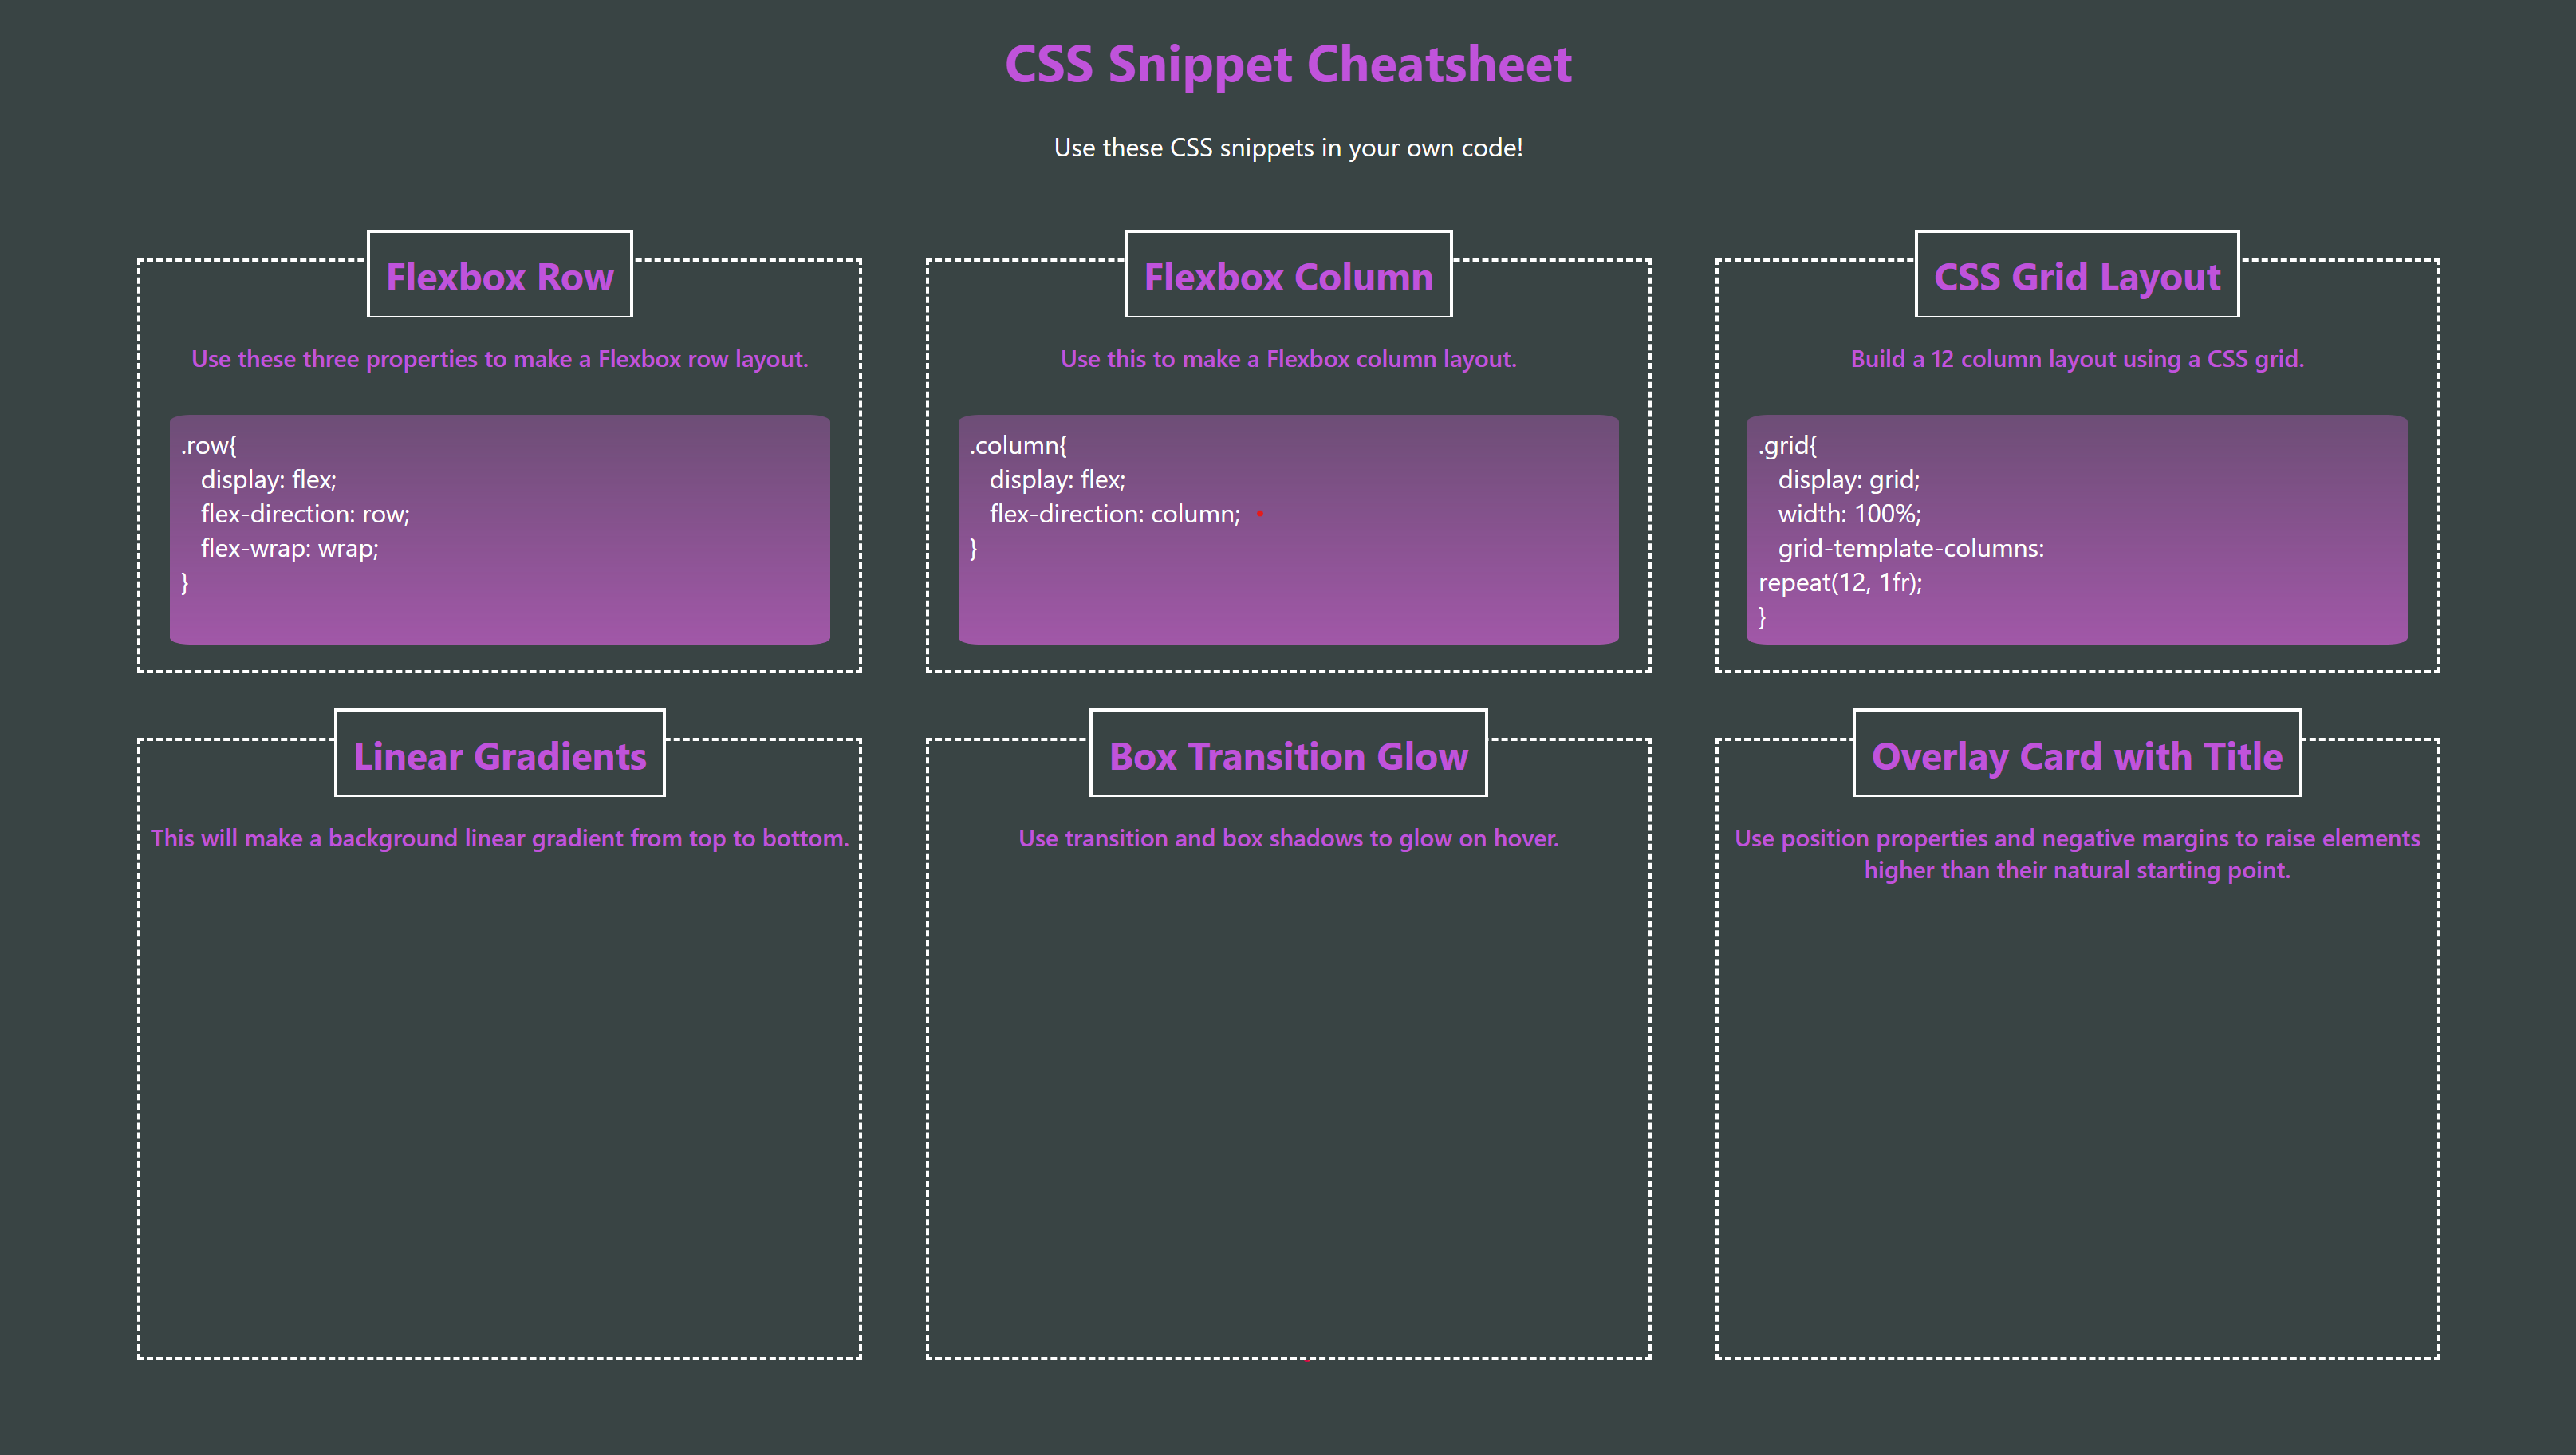 CSS Snippet Cheatsheet
Use these CSS snippets in your own code!
Flexbox Row
Use these three properties to make a Flexbox row layout.
.row{
display: flex;
flex-direction: row;
flex-wrap: wrap;
}
Flexbox Column
Use this to make a Flexbox column layout.
.column{
display: flex;
flex-direction: column;
}
CSS Grid Layout
Build a 12 column layout using a CSS grid.
.grid{
display: grid;
width: 100%;
grid-template-columns:
repeat(12, 1fr);
}
Linear Gradients
This will make a background linear gradient from top to bottom.
Box Transition Glow
Use transition and box shadows to glow on hover.
Overlay Card with Title
Use position properties and negative margins to raise elements
higher than their natural starting point.